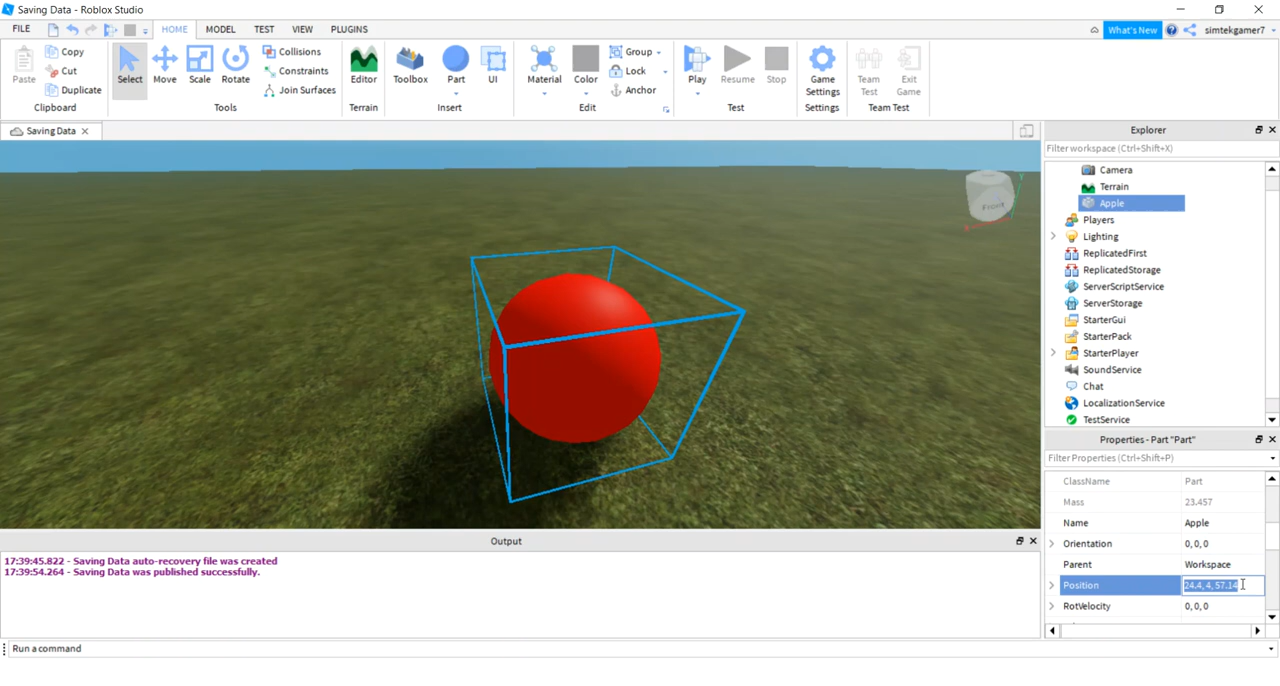 Saving Data - Roblox Studio
FILE HOME MODEL TEST VIEW PLUGINS What's New simtekgamer7
Paste Copy Cut Duplicate Clipboard
Select Move Scale Rotate Collisions Constraints Join Surfaces Tools
Editor Terrain
Toolbox Part UI Insert
Material Color Group Lock Anchor Edit
Play Resume Stop Test
Game Settings Settings
Team Test Exit Game Team Test
Saving Data
Front
Explorer
Filter workspace (Ctrl+Shift+X)
Camera
Terrain
Apple
Players
Lighting
ReplicatedFirst
ReplicatedStorage
ServerScriptService
ServerStorage
StarterGui
StarterPack
StarterPlayer
SoundService
Chat
LocalizationService
TestService
Properties - Part "Part"
Filter Properties (Ctrl+Shift+P)
ClassName Part
Mass 23.457
Name Apple
Orientation 0, 0, 0
Parent Workspace
Position 24.4, 4, 57.14
RotVelocity 0, 0, 0
Output
17:39:45.822 - Saving Data auto-recovery file was created
17:39:54.264 - Saving Data was published successfully.
Run a command